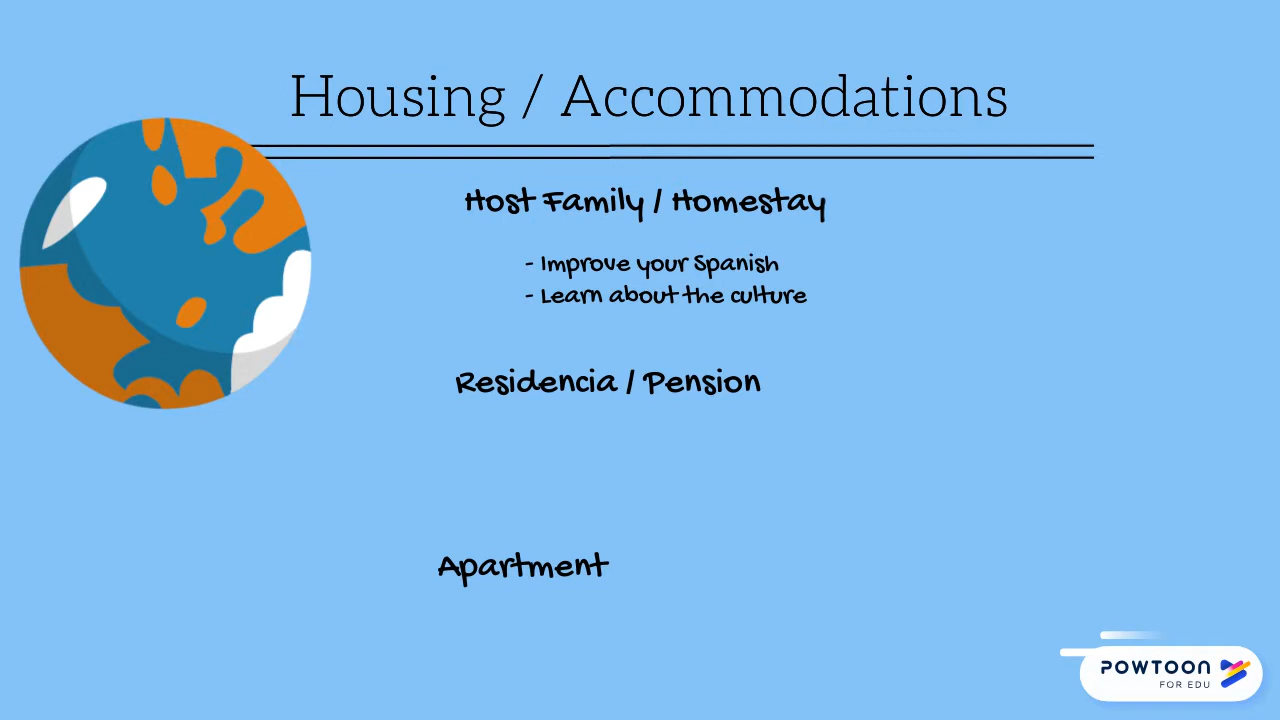 Housing / Accommodations
Host Family / Homestay
- Improve your Spanish
- Learn about the culture
Residencia / Pension
Apartment
POWTOON
FOR EDU